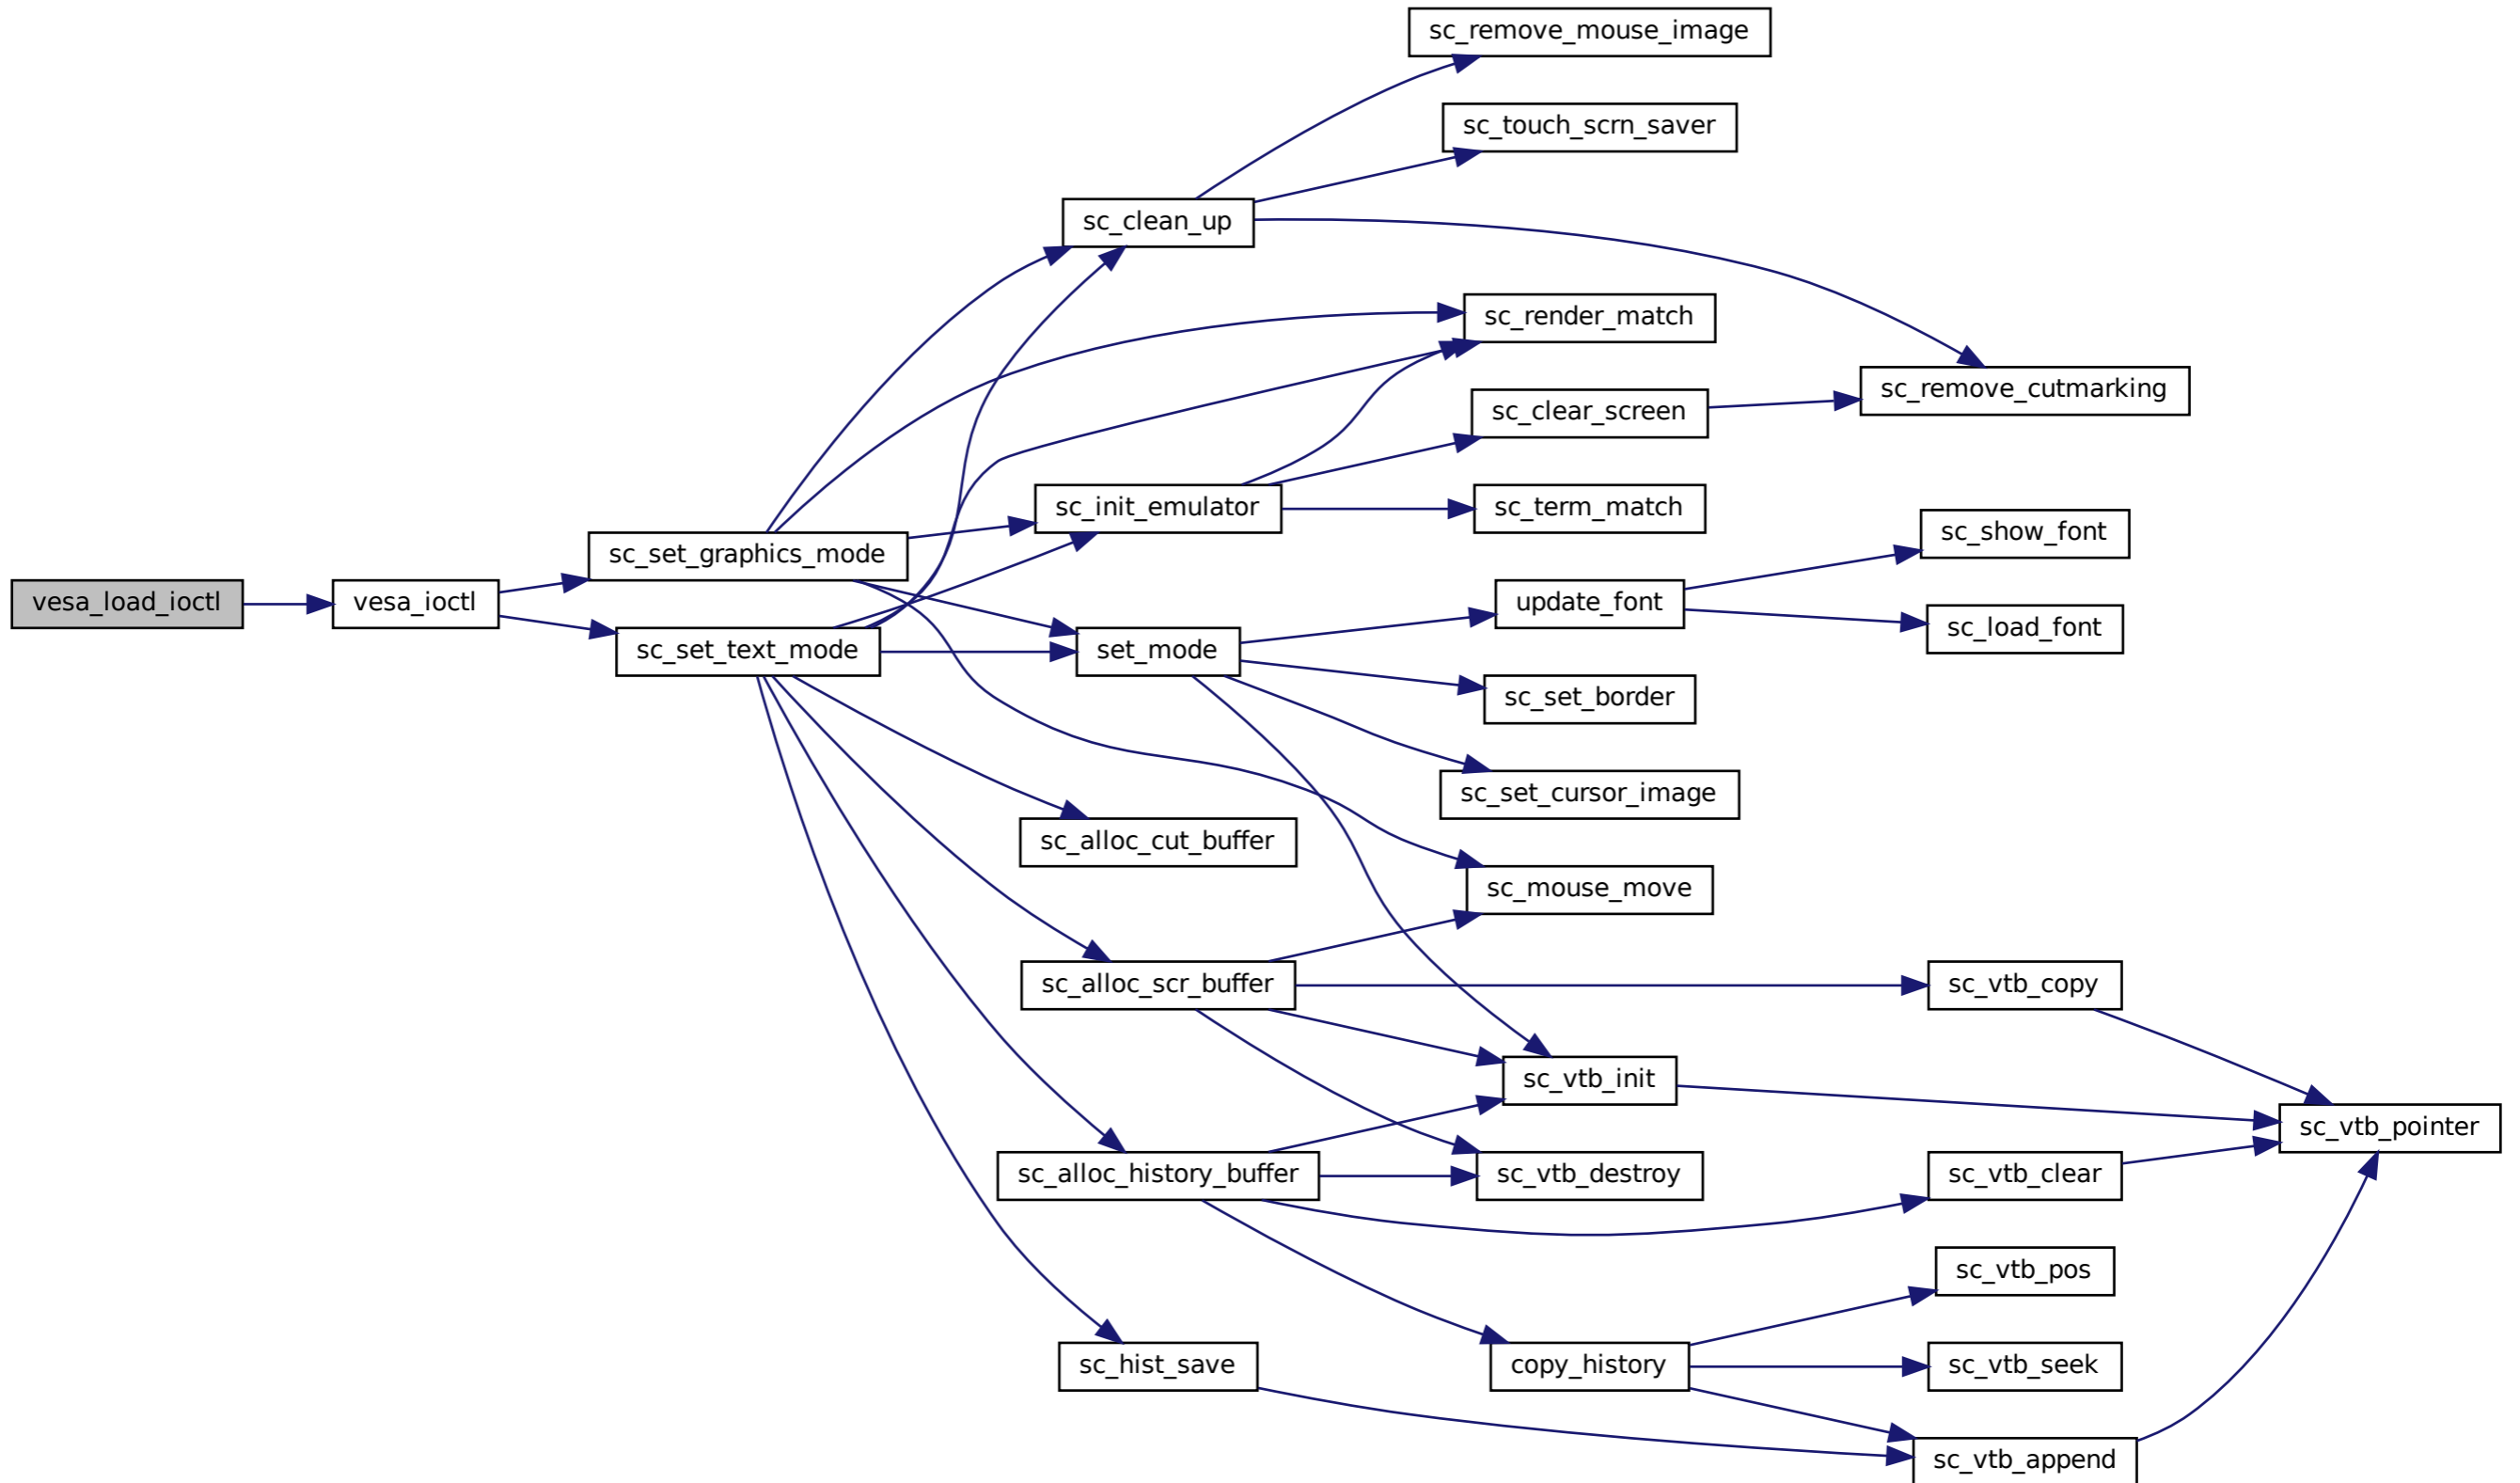 sc_remove_mouse_image
sc_touch_scrn_saver
sc_clean_up
sc_render_match
sc_remove_cutmarking
sc_clear_screen
sc_init_emulator
sc_term_match
sc_show_font
sc_set_graphics_mode
vesa_load_ioctl
vesa_ioctl
update_font
sc_load_font
sc_set_text_mode
set_mode
sc_set_border
sc_set_cursor_image
sc_alloc_cut_buffer
sc_mouse_move
sc_alloc_scr_buffer
sc_vtb_copy
sc_vtb_init
sc_vtb_pointer
sc_alloc_history_buffer
sc_vtb_destroy
sc_vtb_clear
sc_vtb_pos
sc_hist_save
copy_history
sc_vtb_seek
sc_vtb_append